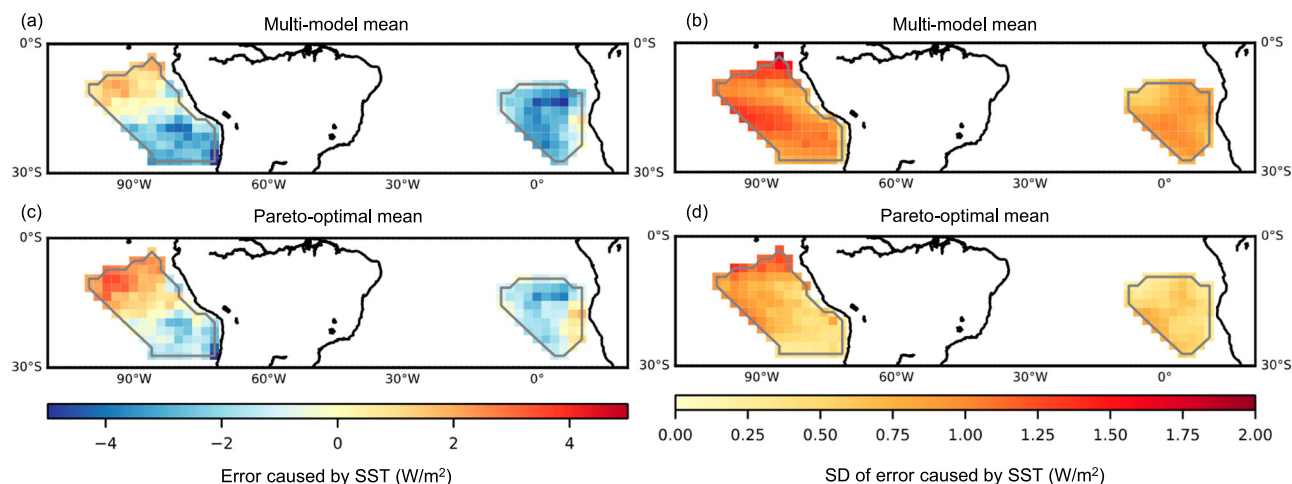 (a)
Multi-model mean
(b)
Multi-model mean
0°S
0°S
30°S
30°S
90°W
60°W
30°W
0°
90°W
60°W
30°W
0°
(c)
Pareto-optimal mean
(d)
Pareto-optimal mean
0°S
0°S
30°S
30°S
90°W
60°W
30°W
0°
90°W
60°W
30°W
0°
−4
−2
0
2
4
0.00
0.25
0.50
0.75
1.00
1.25
1.50
1.75
2.00
Error caused by SST (W/m²)
SD of error caused by SST (W/m²)